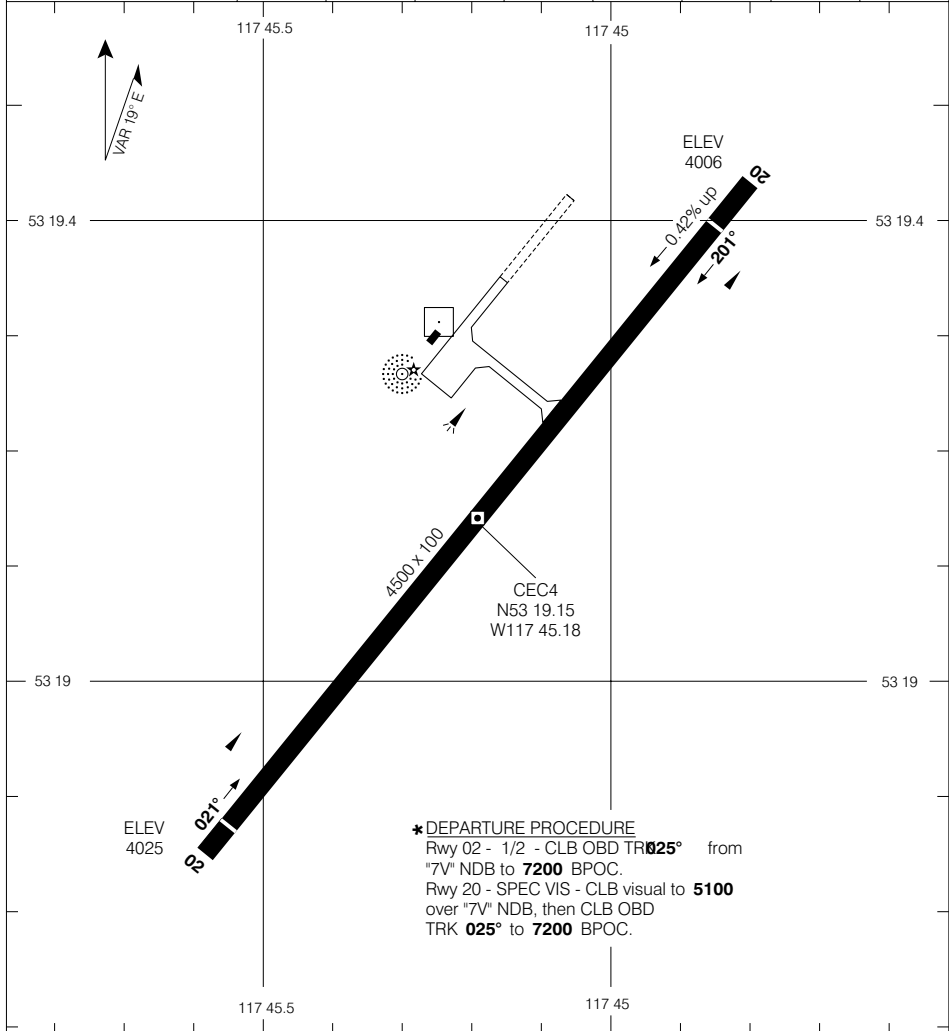 117 45.5
117 45
VAR 19° E
ELEV
4006
20
53 19.4
53 19.4
0.42% up
201°
4500 x 100
CEC4
N53 19.15
W117 45.18
53 19
53 19
021°
ELEV
4025
02
* DEPARTURE PROCEDURE
Rwy 02 - 1/2 - CLB OBD TRK 025° from
"7V" NDB to 7200 BPOC.
Rwy 20 - SPEC VIS - CLB visual to 5100
over "7V" NDB, then CLB OBD
TRK 025° to 7200 BPOC.
117 45.5
117 45